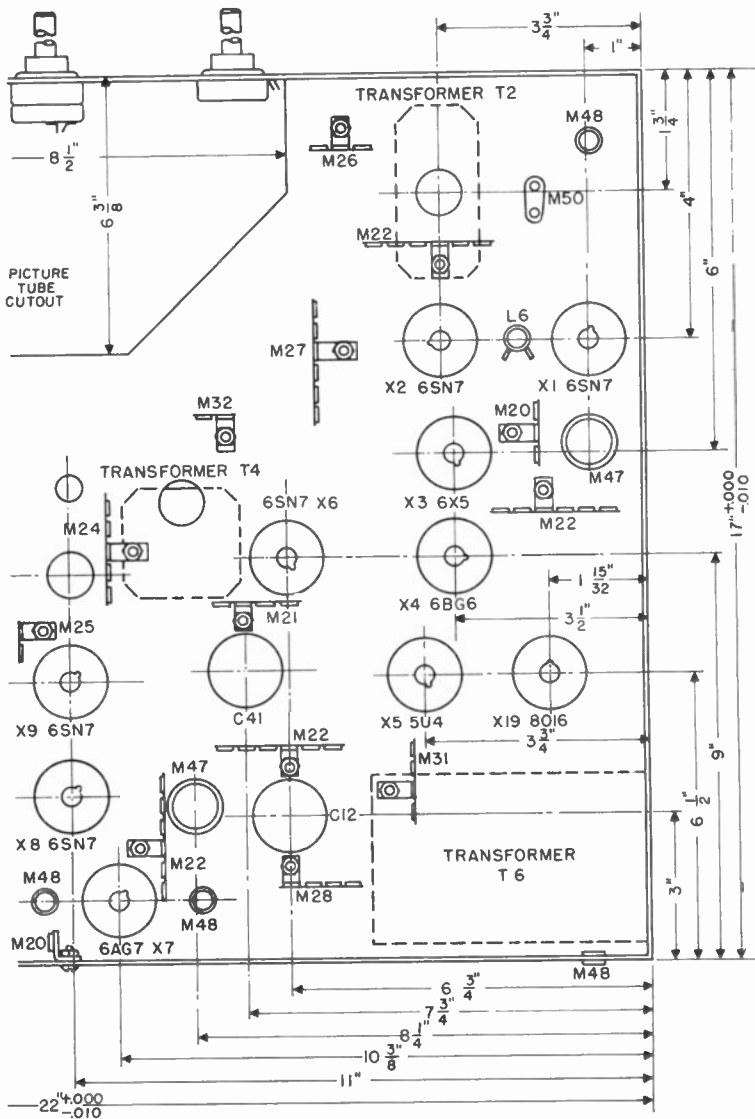 3 3/4"
1"
TRANSFORMER T2
M48
1 3/4"
8 1/2"
M26
M50
4"
6 3/8"
M22
6"
PICTURE
TUBE
CUTOUT
L6
M27
X2 6SN7
X1 6SN7
M32
M20
TRANSFORMER T4
M47
17" +.000
-.010
6SN7 X6
X3 6X5
M24
M22
1 15/32"
X4 6BG6
3 1/2"
M21
M25
C41
X5 5U4
X19 8016
X9 6SN7
3 3/4"
M22
M31
9"
M47
6 1/2"
C12
X8 6SN7
TRANSFORMER
T 6
M22
3"
M48
M28
M48
M20
6AG7 X7
M48
6 3/4"
7 3/4"
8 1/4"
10 3/8"
11"
22" +.000
-.010